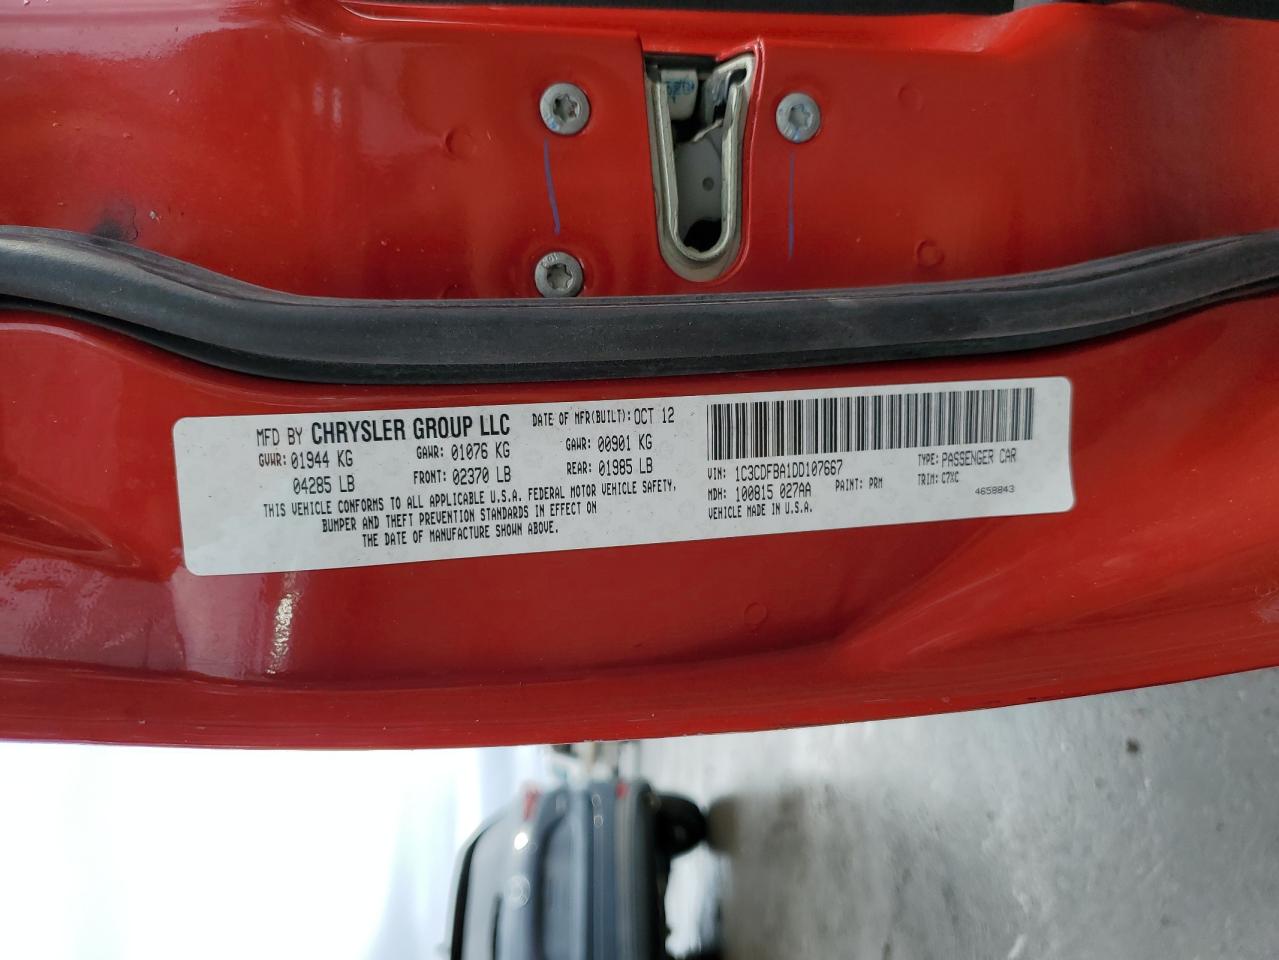 MFD BY CHRYSLER GROUP LLC DATE OF MFR(BUILT): OCT 12
GVWR: 01944 KG GAWR: 01076 KG GAWR: 00901 KG
04285 LB FRONT: 02370 LB REAR: 01985 LB
THIS VEHICLE CONFORMS TO ALL APPLICABLE U.S.A. FEDERAL MOTOR VEHICLE SAFETY,
BUMPER AND THEFT PREVENTION STANDARDS IN EFFECT ON
THE DATE OF MANUFACTURE SHOWN ABOVE.
VIN: 1C3CDFBA1DD107667 TYPE: PASSENGER CAR
MDH: 100815 027AA PAINT: PRM TRIM: C7XC
VEHICLE MADE IN U.S.A. 4658843